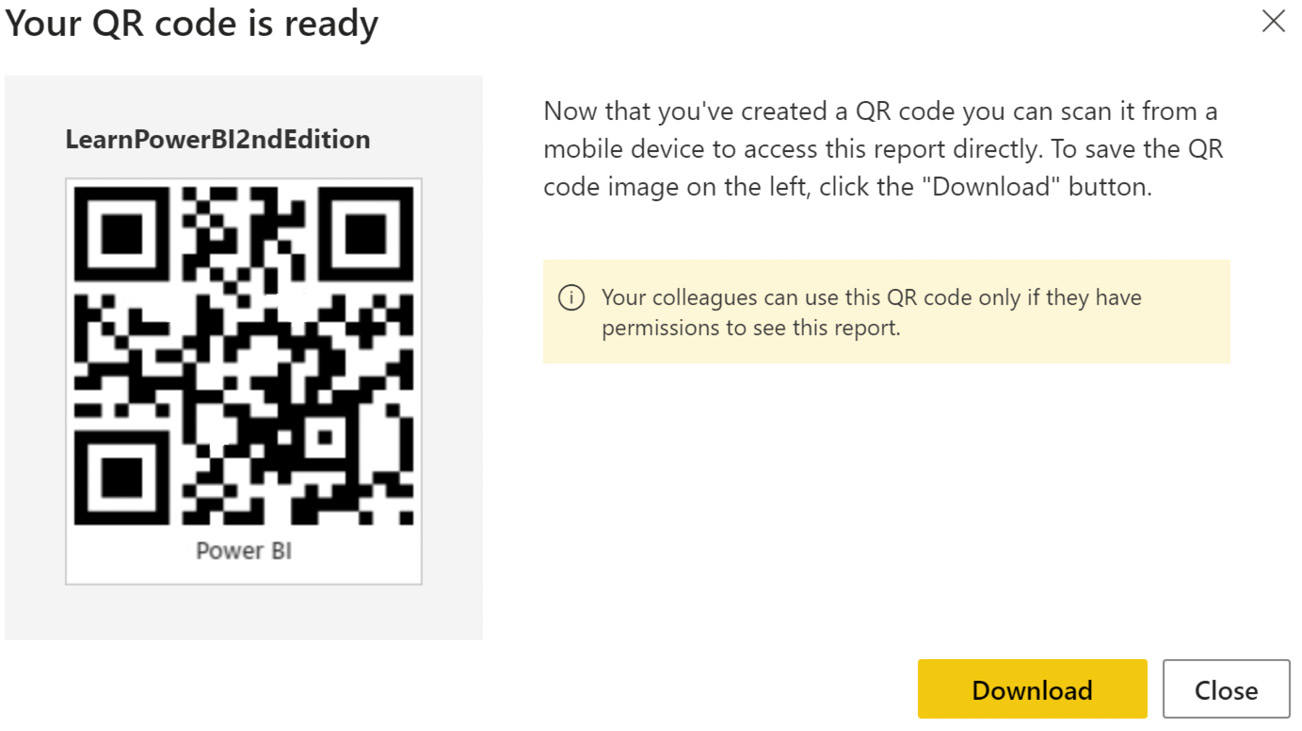 Your QR code is ready
LearnPowerBI2ndEdition
Power BI
Now that you've created a QR code you can scan it from a
mobile device to access this report directly. To save the QR
code image on the left, click the "Download" button.
Your colleagues can use this QR code only if they have
permissions to see this report.
Download
Close